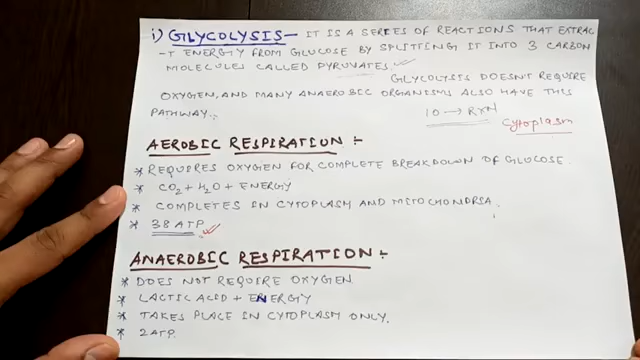 i) GLYCOLYSIS - IT IS A SERIES OF REACTIONS THAT EXTRAC
-T ENERGY FROM GLUCOSE BY SPLITING IT INTO 3 CARBON
MOLECULES CALLED PYRUVATES.
GLYCOLYSIS DOESN'T REQUIRE
OXYGEN, AND MANY ANAEROBIC ORGANISMS ALSO HAVE THIS
PATHWAY.
10 → RXN
Cytoplasm
AEROBIC RESPIRATION :-
* REQUIRES OXYGEN FOR COMPLETE BREAKDOWN OF GLUCOSE.
* CO2 + H2O + ENERGY
* COMPLETES IN CYTOPLASM AND MITOCHONDRIA.
* 38 ATP
ANAEROBIC RESPIRATION :-
* DOES NOT REQUIRE OXYGEN
* LACTIC ACID + ENERGY
* TAKES PLACE IN CYTOPLASM ONLY.
* 2 ATP.